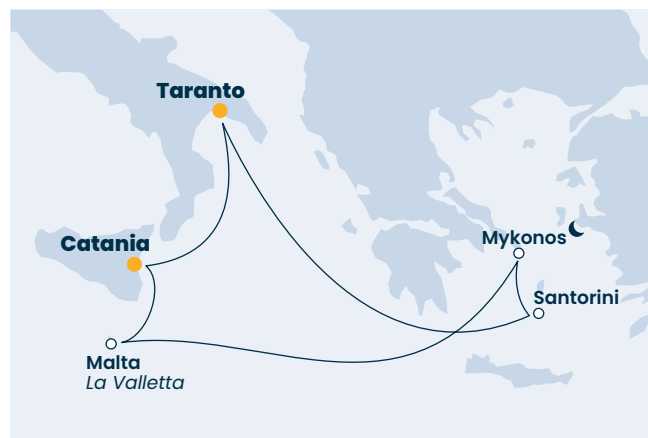 Taranto
Catania
Mykonos
Santorini
Malta
La Valletta